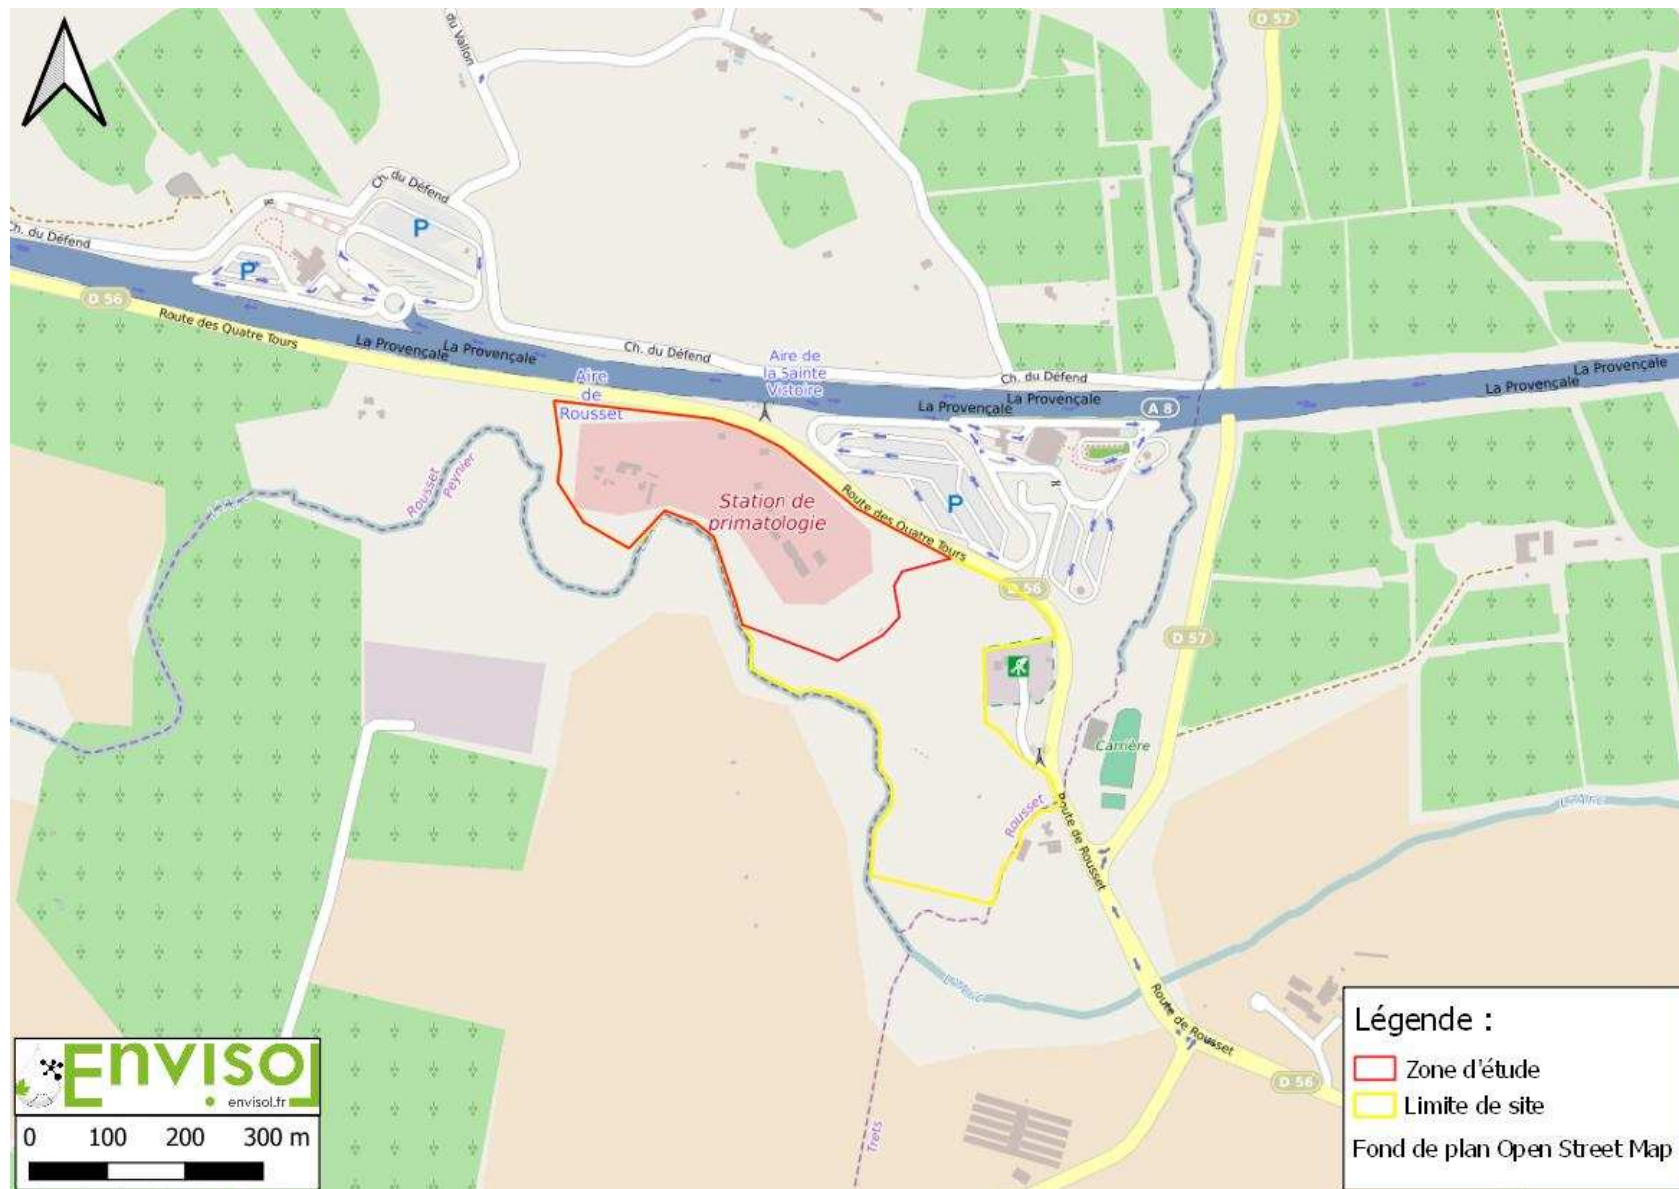 D 57
du Vallon
Ch. du Défend
P
Ch. du Défend
P
D 56
Route des Quatre Tours
La Provençale
La Provençale
Ch. du Défend
Aire de
la Sainte
Victoire
Ch. du Défend
La Provençale
La Provençale
La Provençale
La Provençale
A 8
Aire
de
Rousset
Rousset
Peynier
Station de
primatologie
Route des Quatre Tours
P
D 56
D 57
Carrière
Rousset
Route de Rousset
L'Arc
L'Arc
Route de Rousset
D 56
Trets
Envisol
envisol.fr
0 100 200 300 m
Légende :
Zone d'étude
Limite de site
Fond de plan Open Street Map